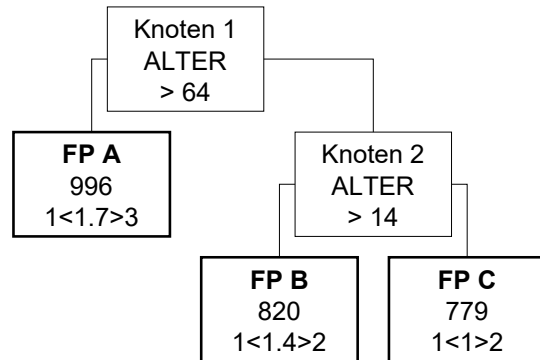 Knoten 1
ALTER
> 64
FP A
996
1<1.7>3
Knoten 2
ALTER
> 14
FP B
820
1<1.4>2
FP C
779
1<1>2